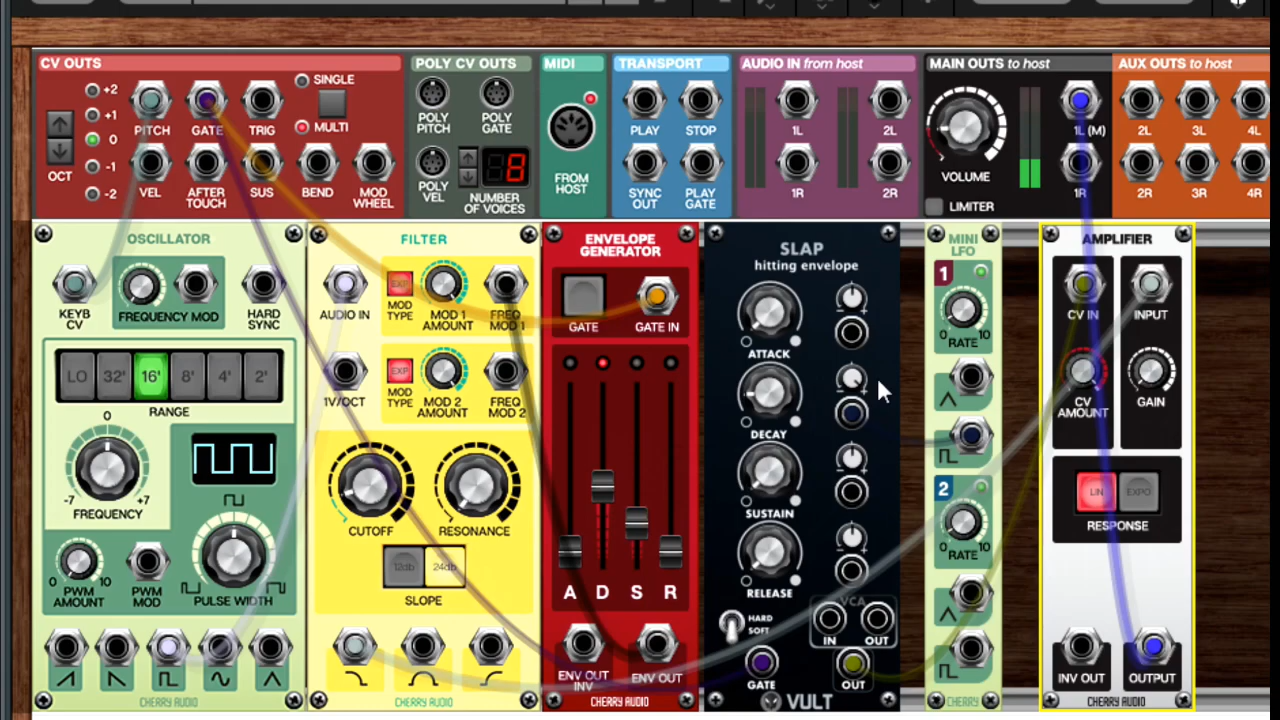 CV OUTS
+2
+1
0
-1
-2
OCT
PITCH
GATE
TRIG
SINGLE
MULTI
VEL
AFTER
TOUCH
SUS
BEND
MOD
WHEEL
POLY CV OUTS
POLY
PITCH
POLY
GATE
POLY
VEL
8
NUMBER
OF VOICES
MIDI
FROM
HOST
TRANSPORT
PLAY
STOP
SYNC
OUT
PLAY
GATE
AUDIO IN from host
1L
2L
1R
2R
MAIN OUTS to host
VOLUME
LIMITER
1L (M)
1R
AUX OUTS to host
2L
3L
4L
2R
3R
4R
OSCILLATOR
KEYB
CV
FREQUENCY MOD
HARD
SYNC
LO
32'
16'
8'
4'
2'
RANGE
0
-7
+7
FREQUENCY
0
10
PWM
AMOUNT
PWM
MOD
PULSE WIDTH
CHERRY AUDIO
FILTER
AUDIO IN
EXP
MOD
TYPE
MOD 1
AMOUNT
FREQ
MOD 1
1V/OCT
EXP
MOD
TYPE
MOD 2
AMOUNT
FREQ
MOD 2
CUTOFF
RESONANCE
12db
24db
SLOPE
CHERRY AUDIO
ENVELOPE
GENERATOR
GATE
GATE IN
A D S R
ENV OUT
INV
ENV OUT
CHERRY AUDIO
SLAP
hitting envelope
ATTACK
DECAY
SUSTAIN
RELEASE
HARD
SOFT
VCA
IN
OUT
GATE
OUT
VULT
MINI
LFO
1
0
10
RATE
2
0
10
RATE
CHERRY
AMPLIFIER
CV IN
INPUT
CV
AMOUNT
GAIN
LIN
EXPO
RESPONSE
INV OUT
OUTPUT
CHERRY AUDIO